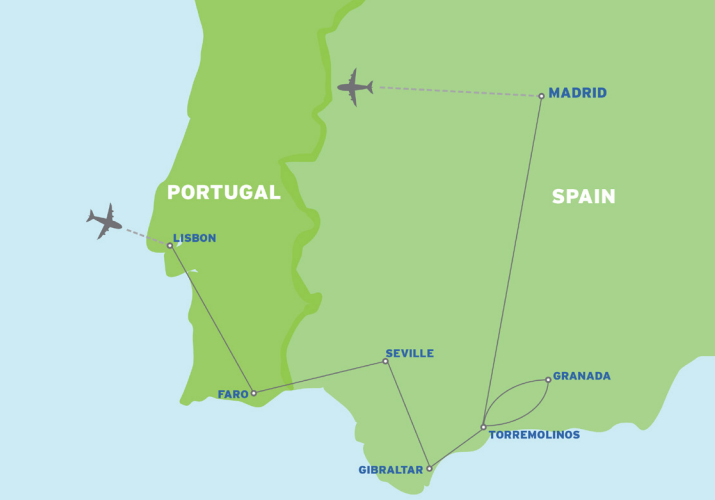 MADRID
PORTUGAL
SPAIN
LISBON
SEVILLE
GRANADA
FARO
TORREMOLINOS
GIBRALTAR